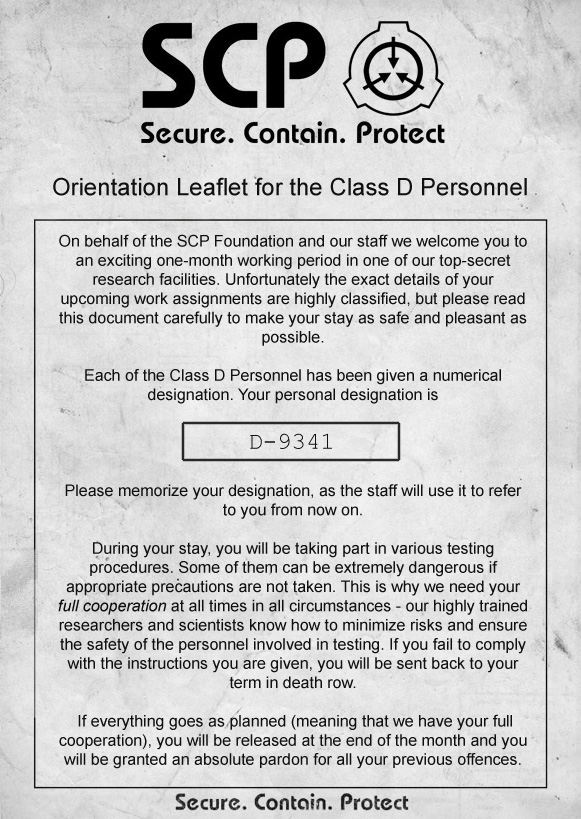 SCP
Secure. Contain. Protect
Orientation Leaflet for the Class D Personnel
On behalf of the SCP Foundation and our staff we welcome you to
an exciting one-month working period in one of our top-secret
research facilities. Unfortunately the exact details of your
upcoming work assignments are highly classified, but please read
this document carefully to make your stay as safe and pleasant as
possible.
Each of the Class D Personnel has been given a numerical
designation. Your personal designation is
D-9341
Please memorize your designation, as the staff will use it to refer
to you from now on.
During your stay, you will be taking part in various testing
procedures. Some of them can be extremely dangerous if
appropriate precautions are not taken. This is why we need your
full cooperation at all times in all circumstances - our highly trained
researchers and scientists know how to minimize risks and ensure
the safety of the personnel involved in testing. If you fail to comply
with the instructions you are given, you will be sent back to your
term in death row.
If everything goes as planned (meaning that we have your full
cooperation), you will be released at the end of the month and you
will be granted an absolute pardon for all your previous offences.
Secure. Contain. Protect